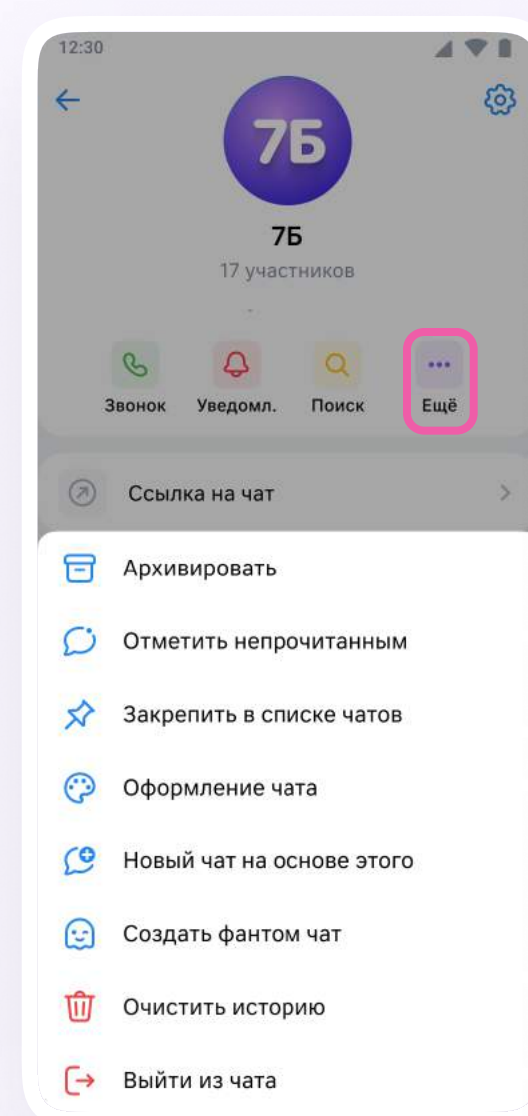 12:30
7Б
7Б
17 участников
Звонок Уведомл. Поиск Ещё
Ссылка на чат
Архивировать
Отметить непрочитанным
Закрепить в списке чатов
Оформление чата
Новый чат на основе этого
Создать фантом чат
Очистить историю
Выйти из чата